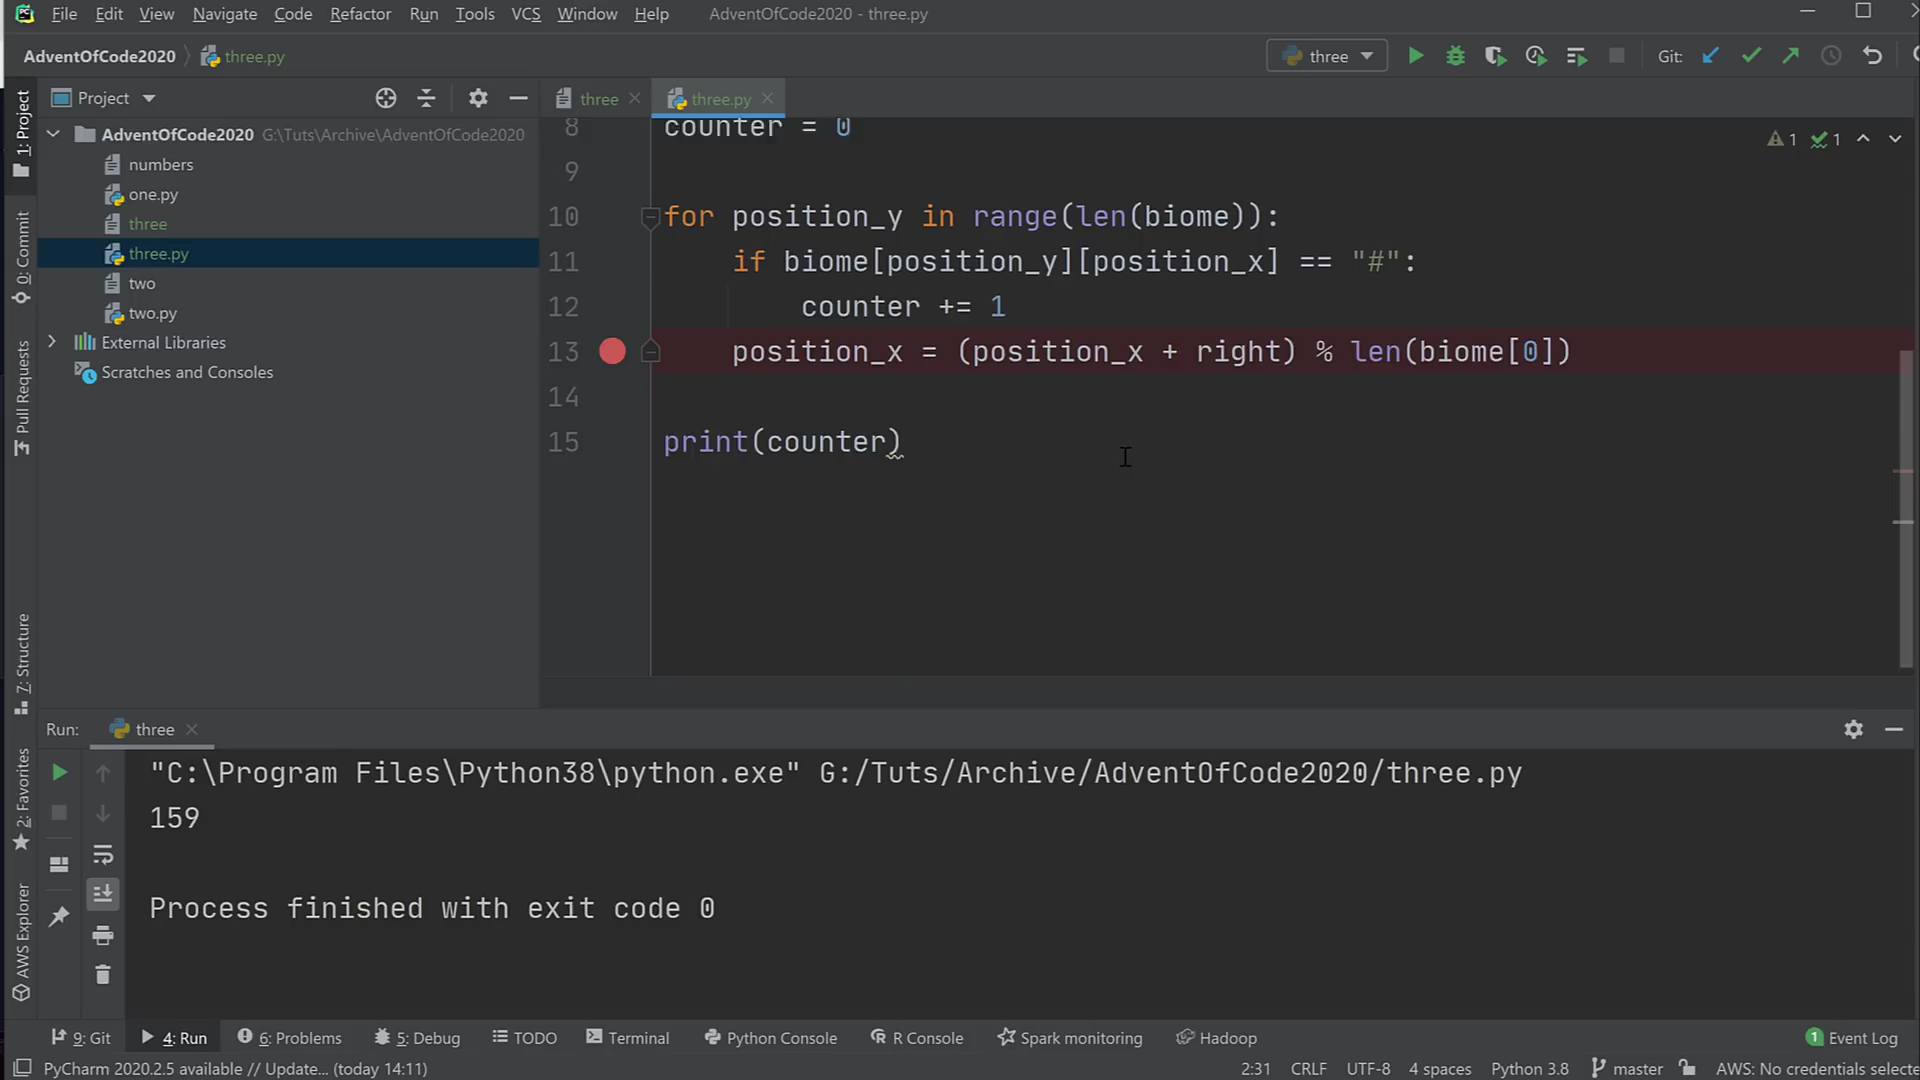 File Edit View Navigate Code Refactor Run Tools VCS Window Help AdventOfCode2020 - three.py
AdventOfCode2020 three.py three Git:
1: Project
0: Commit
Pull Requests
7: Structure
2: Favorites
AWS Explorer
Project
AdventOfCode2020 G:\Tuts\Archive\AdventOfCode2020
numbers
one.py
three
three.py
two
two.py
External Libraries
Scratches and Consoles
three three.py
1 1
8 counter = 0
9
10 for position_y in range(len(biome)):
11 if biome[position_y][position_x] == "#":
12 counter += 1
13 position_x = (position_x + right) % len(biome[0])
14
15 print(counter)
Run: three
"C:\Program Files\Python38\python.exe" G:/Tuts/Archive/AdventOfCode2020/three.py
159
Process finished with exit code 0
9: Git 4: Run 6: Problems 5: Debug TODO Terminal Python Console R Console Spark monitoring Hadoop 1 Event Log
PyCharm 2020.2.5 available // Update... (today 14:11) 2:31 CRLF UTF-8 4 spaces Python 3.8 master AWS: No credentials selecte